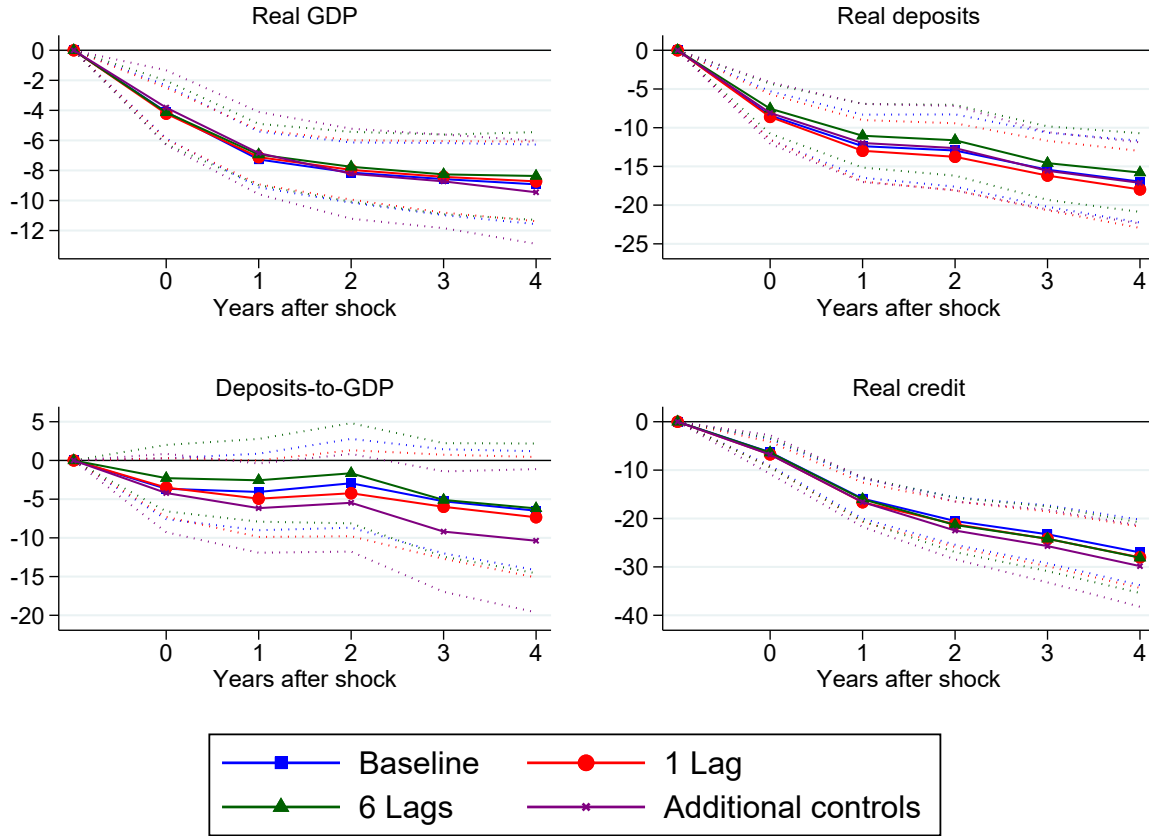 Real GDP
0
-2
-4
-6
-8
-10
-12
0 1 2 3 4
Years after shock
Real deposits
0
-5
-10
-15
-20
-25
0 1 2 3 4
Years after shock
Deposits-to-GDP
5
0
-5
-10
-15
-20
0 1 2 3 4
Years after shock
Real credit
0
-10
-20
-30
-40
0 1 2 3 4
Years after shock
Baseline 1 Lag
6 Lags Additional controls